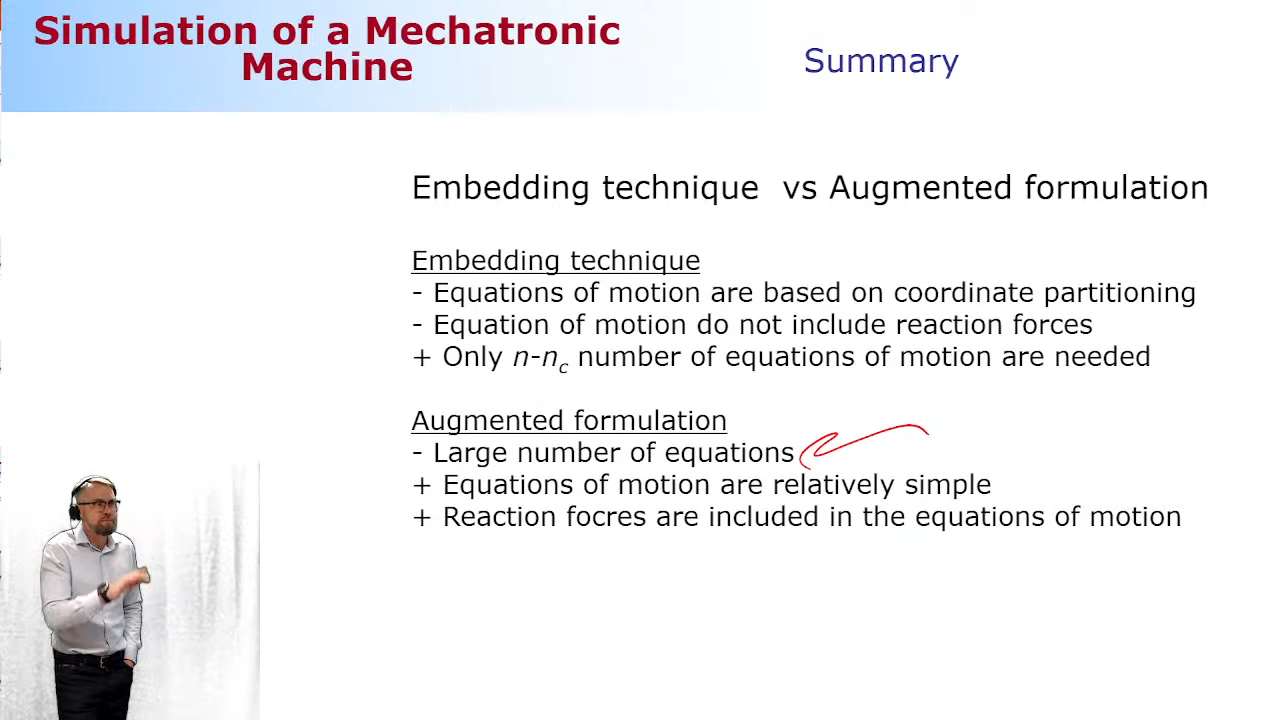 Simulation of a Mechatronic
Machine
Summary
Embedding technique vs Augmented formulation
Embedding technique
- Equations of motion are based on coordinate partitioning
- Equation of motion do not include reaction forces
+ Only n-nc number of equations of motion are needed
Augmented formulation
- Large number of equations
+ Equations of motion are relatively simple
+ Reaction focres are included in the equations of motion